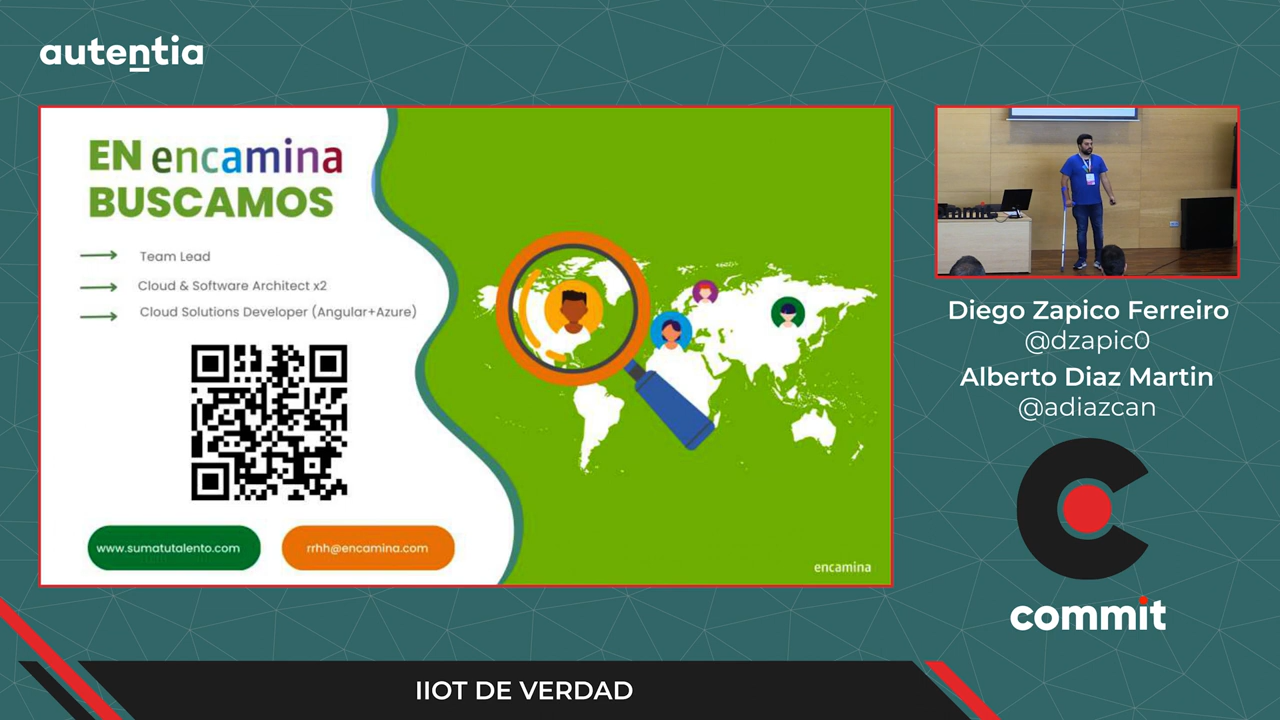 autentia
EN encamina
BUSCAMOS
Team Lead
Cloud & Software Architect x2
Cloud Solutions Developer (Angular+Azure)
www.sumatutalento.com
rrhh@encamina.com
encamina
Diego Zapico Ferreiro
@dzapic0
Alberto Diaz Martin
@adiazcan
commit
IIOT DE VERDAD